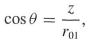 cos θ = z / r₀₁,